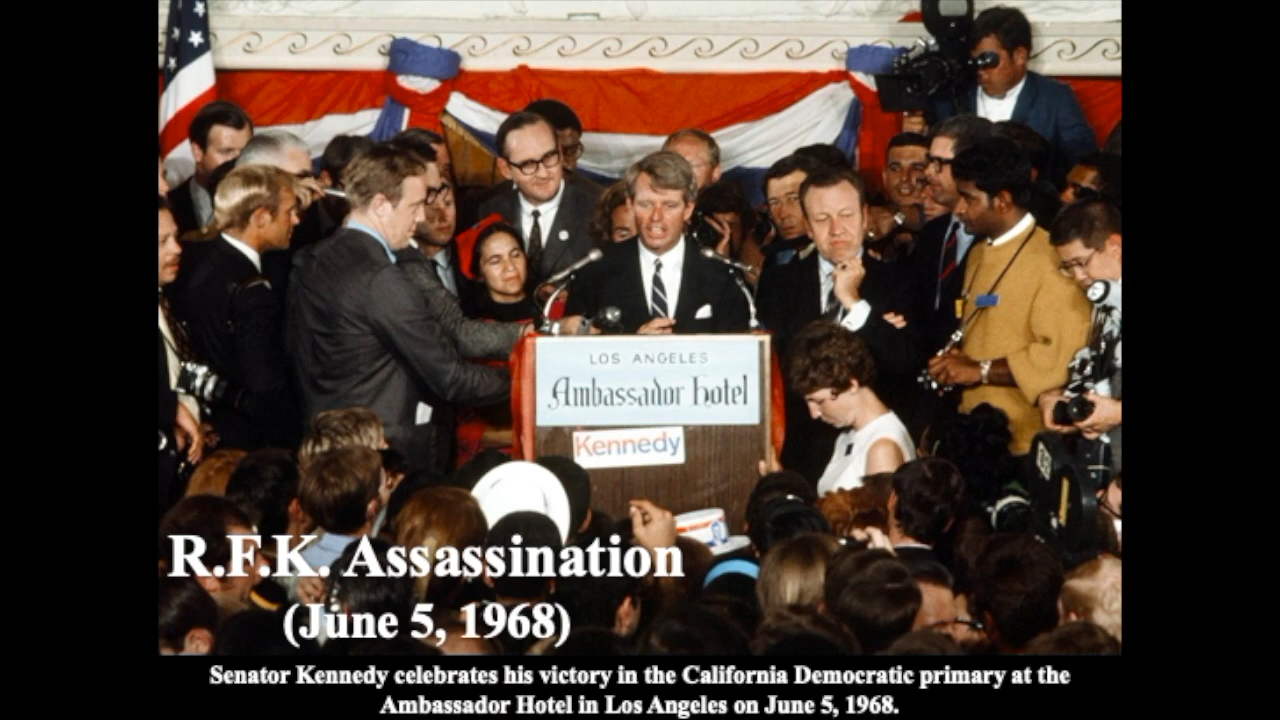 LOS ANGELES
Ambassador Hotel
Kennedy
R.F.K. Assassination
(June 5, 1968)
Senator Kennedy celebrates his victory in the California Democratic primary at the
Ambassador Hotel in Los Angeles on June 5, 1968.